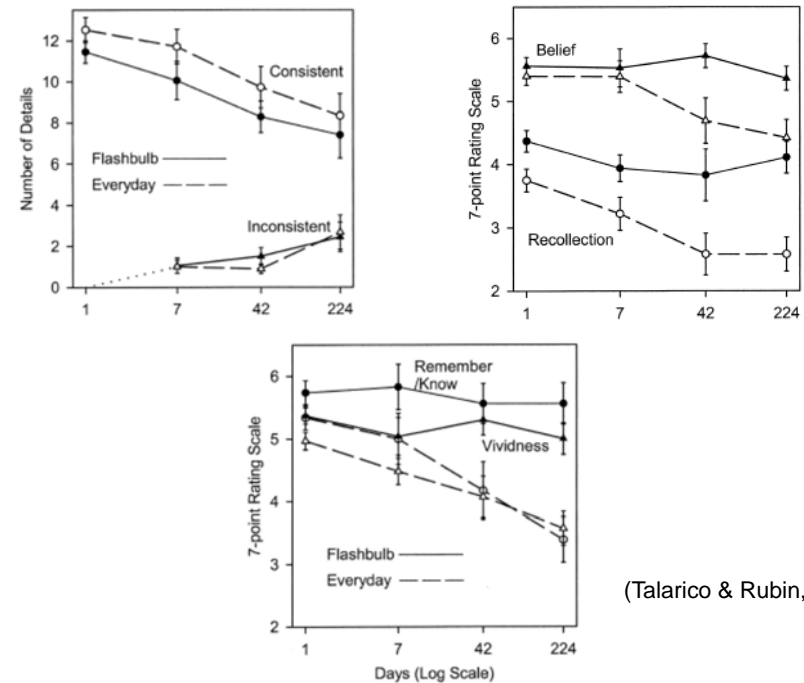 12
10
8
6
4
2
0
Number of Details
Consistent
Flashbulb
Everyday
Inconsistent
1
7
42
224
6
5
4
3
2
7-point Rating Scale
Belief
Recollection
1
7
42
224
6
5
4
3
2
7-point Rating Scale
Remember
/Know
Vividness
Flashbulb
Everyday
1
7
42
224
Days (Log Scale)
(Talarico & Rubin,